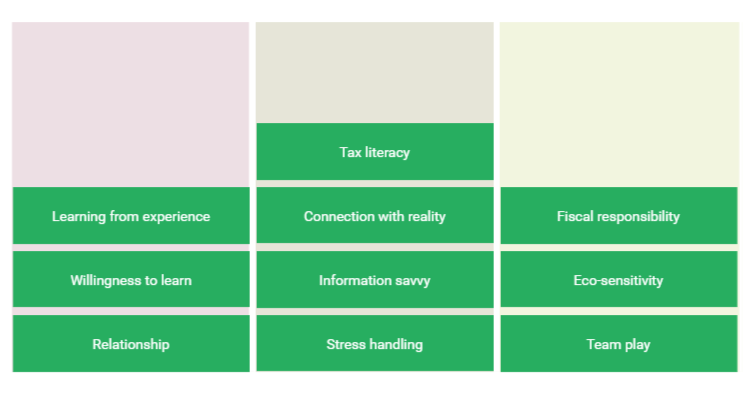 Tax literacy
Learning from experience
Connection with reality
Fiscal responsibility
Willingness to learn
Information savvy
Eco-sensitivity
Relationship
Stress handling
Team play